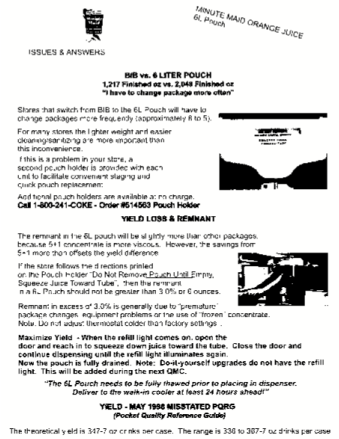 MINUTE MAID ORANGE JUICE
6L Pouch
ISSUES & ANSWERS
BIB vs. 6 LITER POUCH
1,217 Finished oz vs. 2,048 Finished oz
"I have to change package more often"
Stores that switch from BIB to the 6L Pouch will have to
change packages more frequently (approximately 8 to 5).
For many stores the lighter weight and easier
cleaning/sanitizing are more important than
this inconvenience.
If this is a problem in your store, a
second pouch holder is provided with each
unit to facilitate convenient staging and
quick pouch replacement.
Additional pouch holders are available at no charge.
Call 1-800-241-COKE - Order #614563 Pouch Holder
YIELD LOSS & REMNANT
The remnant in the 6L pouch will be slightly more than other packages,
because 5+1 concentrate is more viscous. However, the savings from
5+1 more than offsets the yield difference.
If the store follows the directions printed
on the Pouch Holder "Do Not Remove Pouch Until Empty,
Squeeze Juice Toward Tube", then the remnant
in a 6L Pouch should not be greater than 3.0% or 6 ounces.
Remnant in excess of 3.0% is generally due to "premature"
package changes, equipment problems or the use of "frozen" concentrate.
Note: Do not adjust thermostat colder than factory settings.
Maximize Yield - When the refill light comes on, open the
door and reach in to squeeze down juice toward the tube. Close the door and
continue dispensing until the refill light illuminates again.
Now the pouch is fully drained. Note: Do-it-yourself upgrades do not have the refill
light. This will be added during the next QMC.
"The 6L Pouch needs to be fully thawed prior to placing in dispenser.
Deliver to the walk-in cooler at least 24 hours ahead!"
YIELD - MAY 1998 MISSTATED PQRG
(Pocket Quality Reference Guide)
The theoretical yield is 347-7 oz drinks per case. The range is 336 to 367-7 oz drinks per case